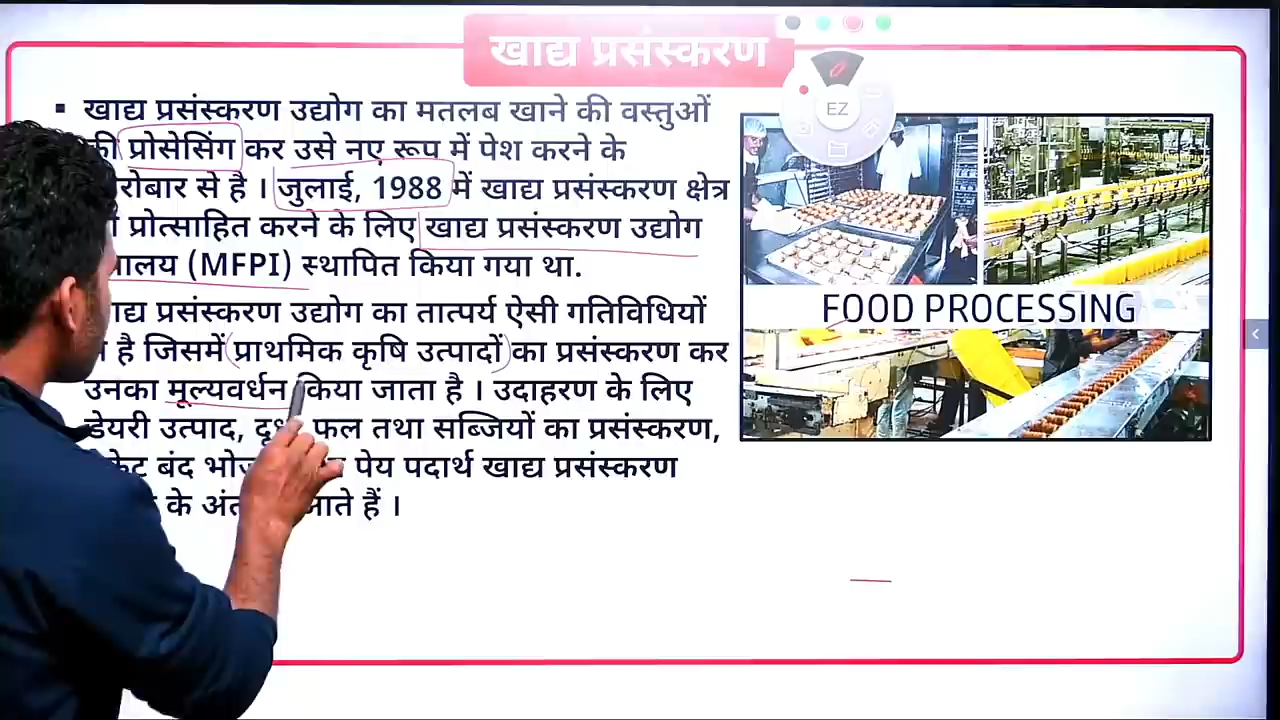 खाद्य प्रसंस्करण
EZ
▪ खाद्य प्रसंस्करण उद्योग का मतलब खाने की वस्तुओं
की प्रोसेसिंग कर उसे नए रूप में पेश करने के
से है । जुलाई, 1988 में खाद्य प्रसंस्करण क्षेत्र
प्रोत्साहित करने के लिए खाद्य प्रसंस्करण उद्योग
(MFPI) स्थापित किया गया था.
प्रसंस्करण उद्योग का तात्पर्य ऐसी गतिविधियों
है जिसमें प्राथमिक कृषि उत्पादों का प्रसंस्करण कर
उनका मूल्यवर्धन किया जाता है । उदाहरण के लिए
डेयरी उत्पाद, फल तथा सब्जियों का प्रसंस्करण,
बंद पेय पदार्थ खाद्य प्रसंस्करण
के आते हैं ।
FOOD PROCESSING